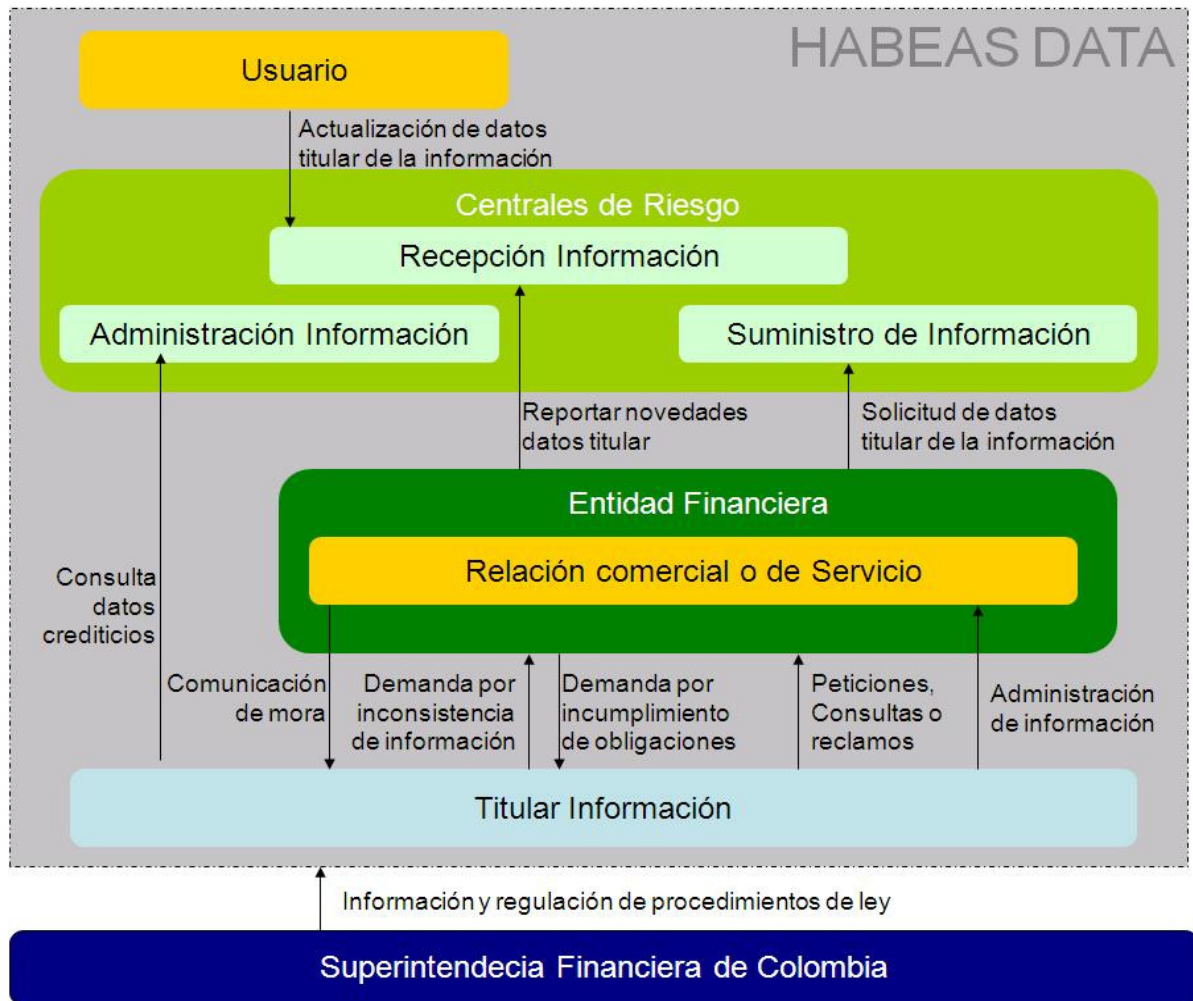 HABEAS DATA
Usuario
Actualización de datos
titular de la información
Centrales de Riesgo
Recepción Información
Administración Información
Suministro de Información
Reportar novedades
datos titular
Solicitud de datos
titular de la información
Entidad Financiera
Relación comercial o de Servicio
Consulta
datos
crediticios
Comunicación
de mora
Demanda por
inconsistencia
de información
Demanda por
incumplimiento
de obligaciones
Peticiones,
Consultas o
reclamos
Administración
de información
Titular Información
Información y regulación de procedimientos de ley
Superintendecia Financiera de Colombia